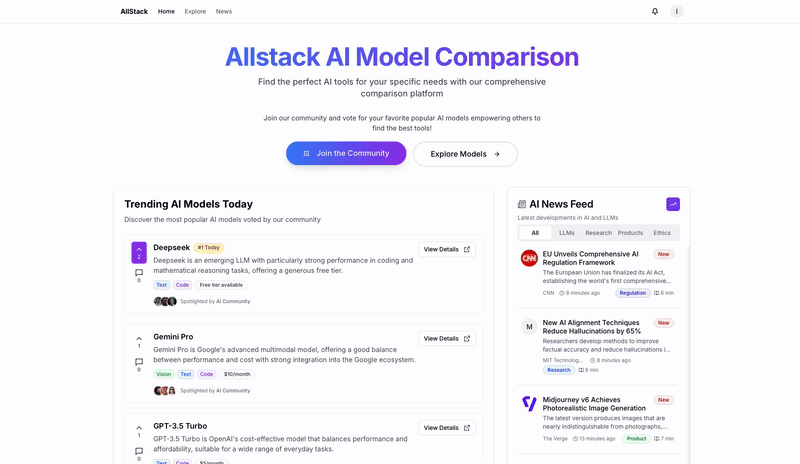 AllStack Home Explore News I
Allstack AI Model Comparison
Find the perfect AI tools for your specific needs with our comprehensive
comparison platform
Join our community and vote for your favorite popular AI models empowering others to
find the best tools!
Join the Community Explore Models
Trending AI Models Today
Discover the most popular AI models voted by our community
2
0
Deepseek #1 Today
Deepseek is an emerging LLM with particularly strong performance in coding and
mathematical reasoning tasks, offering a generous free tier.
Text Code Free tier available
Spotlighted by AI Community
View Details
1
0
Gemini Pro
Gemini Pro is Google's advanced multimodal model, offering a good balance
between performance and cost with strong integration into the Google ecosystem.
Vision Text Code $10/month
Spotlighted by AI Community
View Details
1
0
GPT-3.5 Turbo
GPT-3.5 Turbo is OpenAI's cost-effective model that balances performance and
affordability, suitable for a wide range of everyday tasks.
Text Code $5/month
View Details
AI News Feed
Latest developments in AI and LLMs
All LLMs Research Products Ethics
CNN
EU Unveils Comprehensive AI
Regulation Framework
New
The European Union has finalized its AI Act,
establishing the world's first comprehensive...
CNN 8 minutes ago Regulation 6 min
M
New AI Alignment Techniques
Reduce Hallucinations by 65%
New
Researchers develop methods to improve
factual accuracy and reduce hallucinations i...
MIT Technolog... 8 minutes ago
Research 8 min
Midjourney v6 Achieves
Photorealistic Image Generation
New
The latest version produces images that are
nearly indistinguishable from photographs,...
The Verge 13 minutes ago Product 7 min